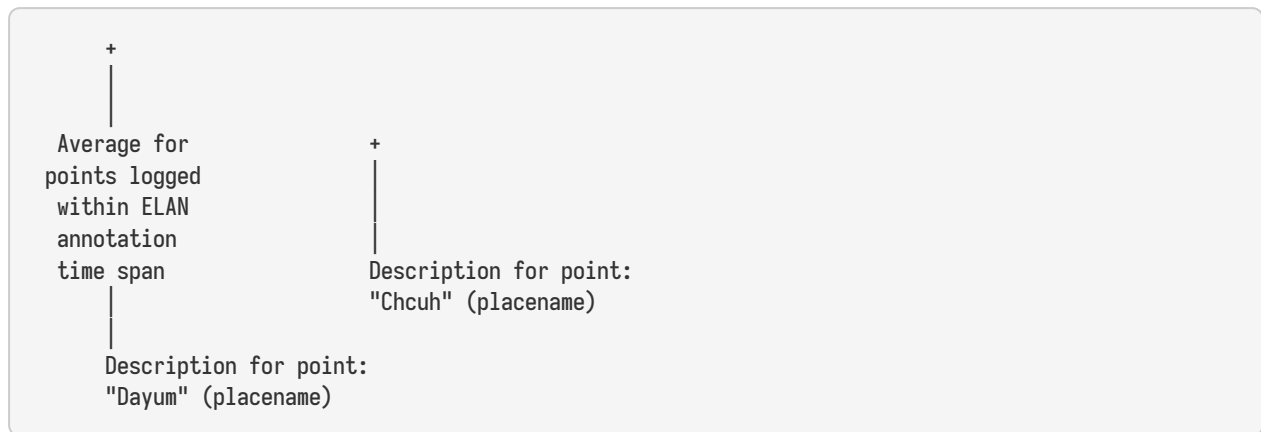 +
Average for
points logged
within ELAN
annotation
time span
Description for point:
"Dayum" (placename)
+
Description for point:
"Chcuh" (placename)